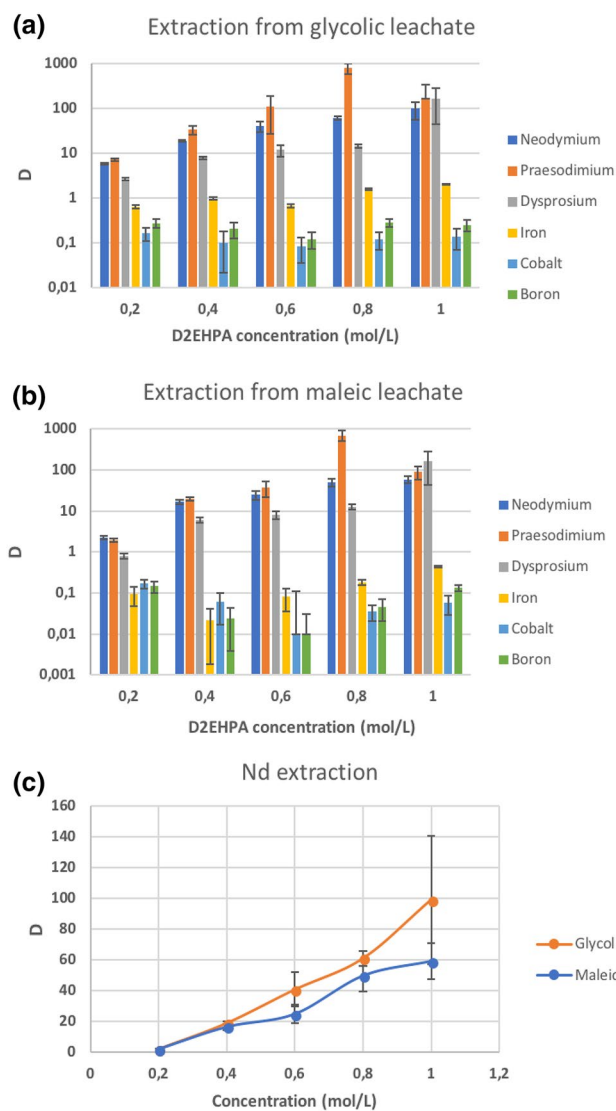 (a)
Extraction from glycolic leachate
1000
100
10
1
0,1
0,01
D
0,2 0,4 0,6 0,8 1
D2EHPA concentration (mol/L)
Neodymium
Praesodimium
Dysprosium
Iron
Cobalt
Boron
(b)
Extraction from maleic leachate
1000
100
10
1
0,1
0,01
0,001
D
0,2 0,4 0,6 0,8 1
D2EHPA concentration (mol/L)
Neodymium
Praesodimium
Dysprosium
Iron
Cobalt
Boron
(c)
Nd extraction
160
140
120
100
80
60
40
20
0
D
0 0,2 0,4 0,6 0,8 1 1,2
Concentration (mol/L)
Glycol
Maleic